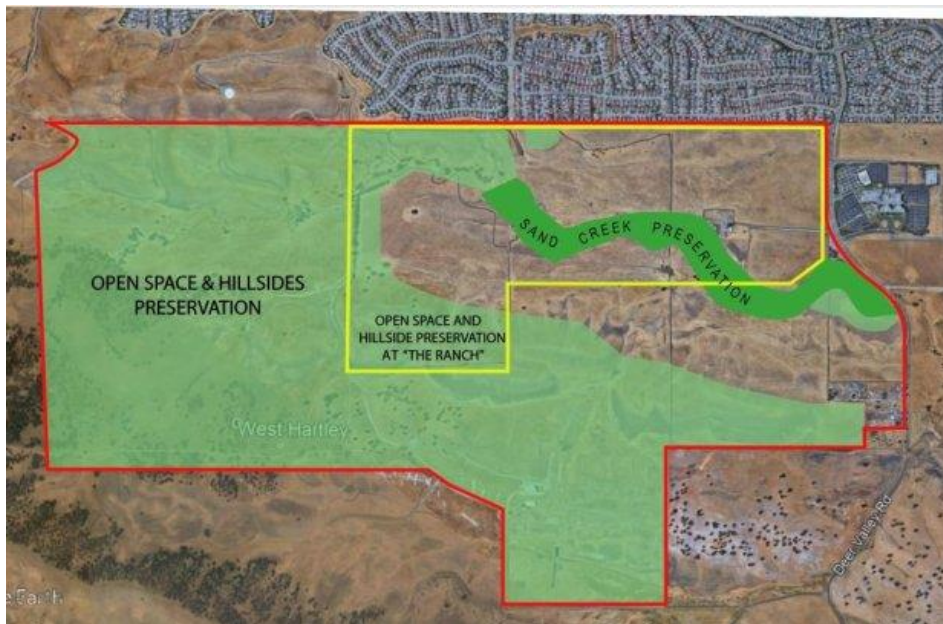 OPEN SPACE & HILLSIDES
PRESERVATION
SAND CREEK PRESERVATION
OPEN SPACE AND
HILLSIDE PRESERVATION
AT "THE RANCH"
West Hartley
Deer Valley Rd
e Earth